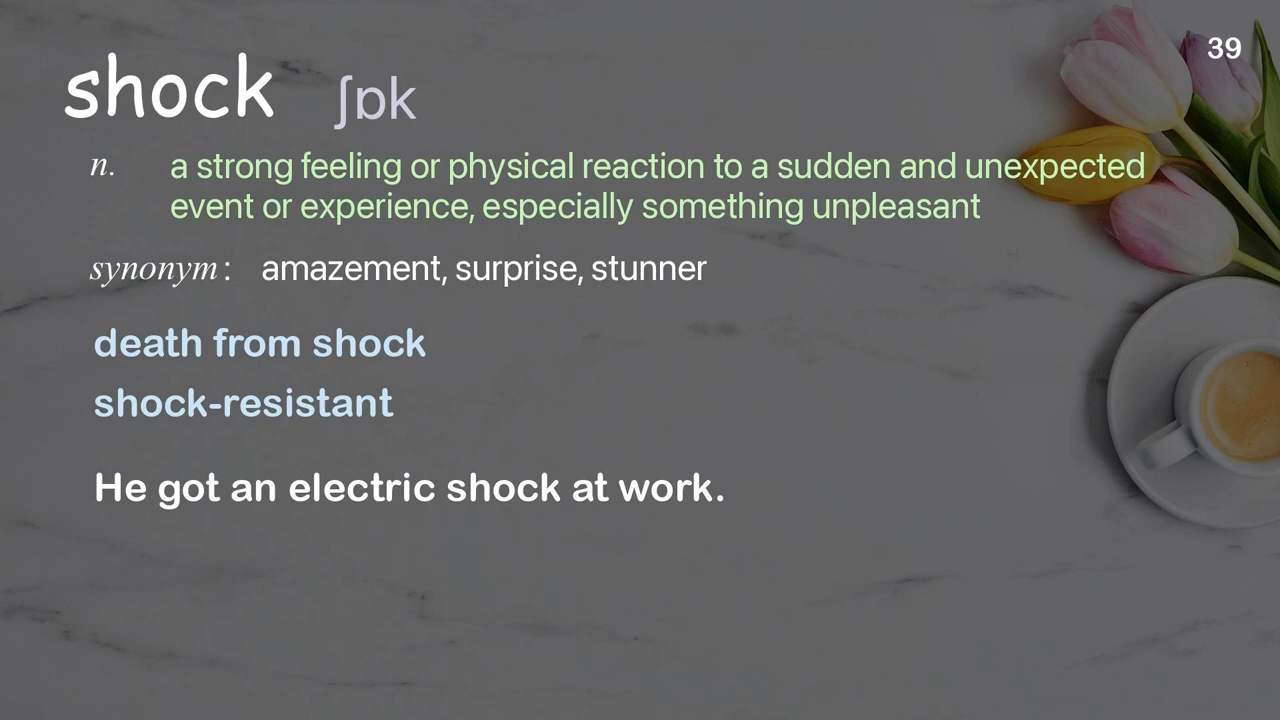 39
shock ʃɒk
n. a strong feeling or physical reaction to a sudden and unexpected
event or experience, especially something unpleasant
synonym : amazement, surprise, stunner
death from shock
shock-resistant
He got an electric shock at work.